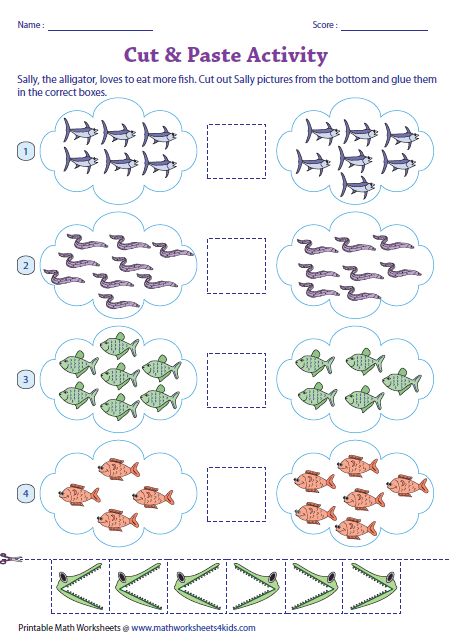 Name : Score :
Cut & Paste Activity
Sally, the alligator, loves to eat more fish. Cut out Sally pictures from the bottom and glue them
in the correct boxes.
1
2
3
4
Printable Math Worksheets @ www.mathworksheets4kids.com